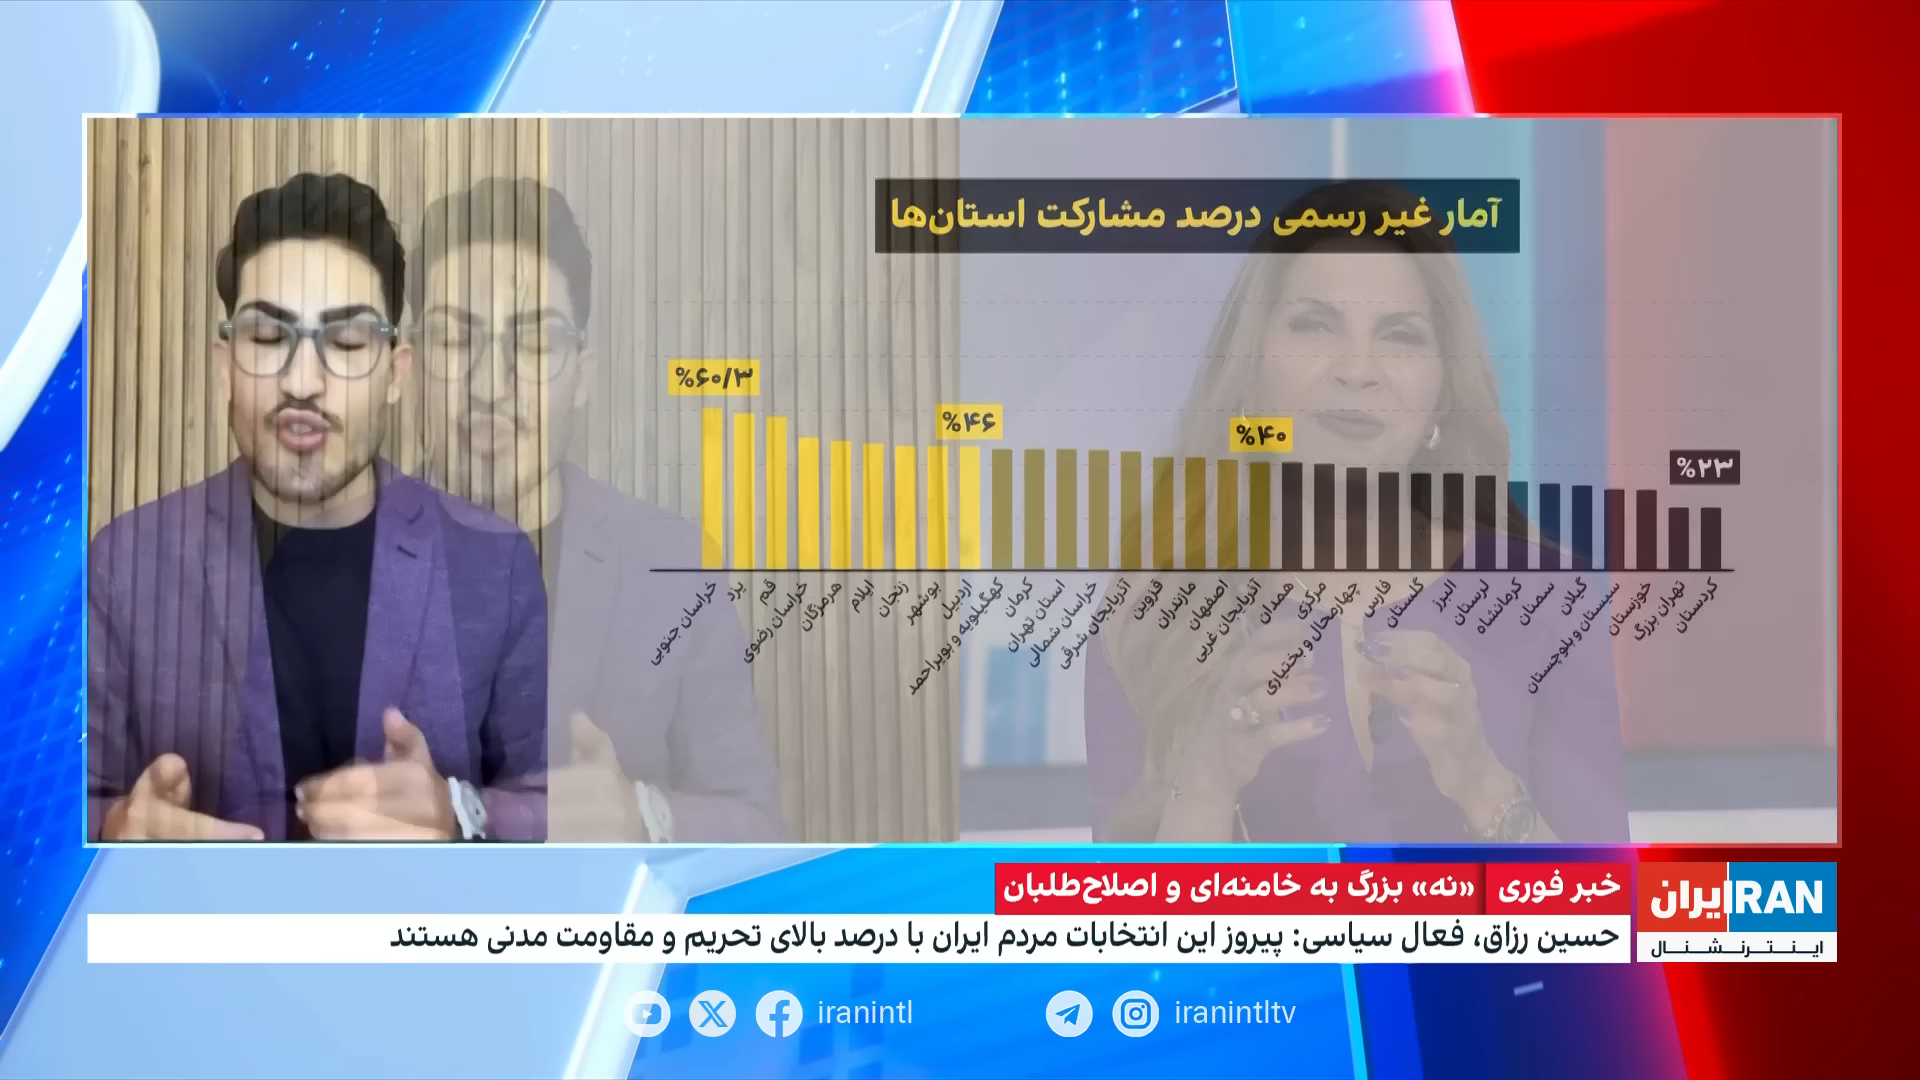 آمار غیر رسمی درصد مشارکت استان‌ها
%۶۰/۳
%۴۶
%۴۰
%۲۳
خراسان جنوبی
یزد
قم
خراسان رضوی
هرمزگان
ایلام
زنجان
بوشهر
اردبیل
کهگیلویه و بویراحمد
کرمان
استان تهران
خراسان شمالی
آذربایجان شرقی
قزوین
مازندران
اصفهان
آذربایجان غربی
همدان
مرکزی
چهارمحال و بختیاری
فارس
گلستان
البرز
لرستان
کرمانشاه
سمنان
گیلان
سیستان و بلوچستان
خوزستان
تهران بزرگ
کردستان
خبر فوری
«نه» بزرگ به خامنه‌ای و اصلاح‌طلبان
حسین رزاق، فعال سیاسی: پیروز این انتخابات مردم ایران با درصد بالای تحریم و مقاومت مدنی هستند
ایران IRAN
اینترنشنال
iranintl
iranintltv